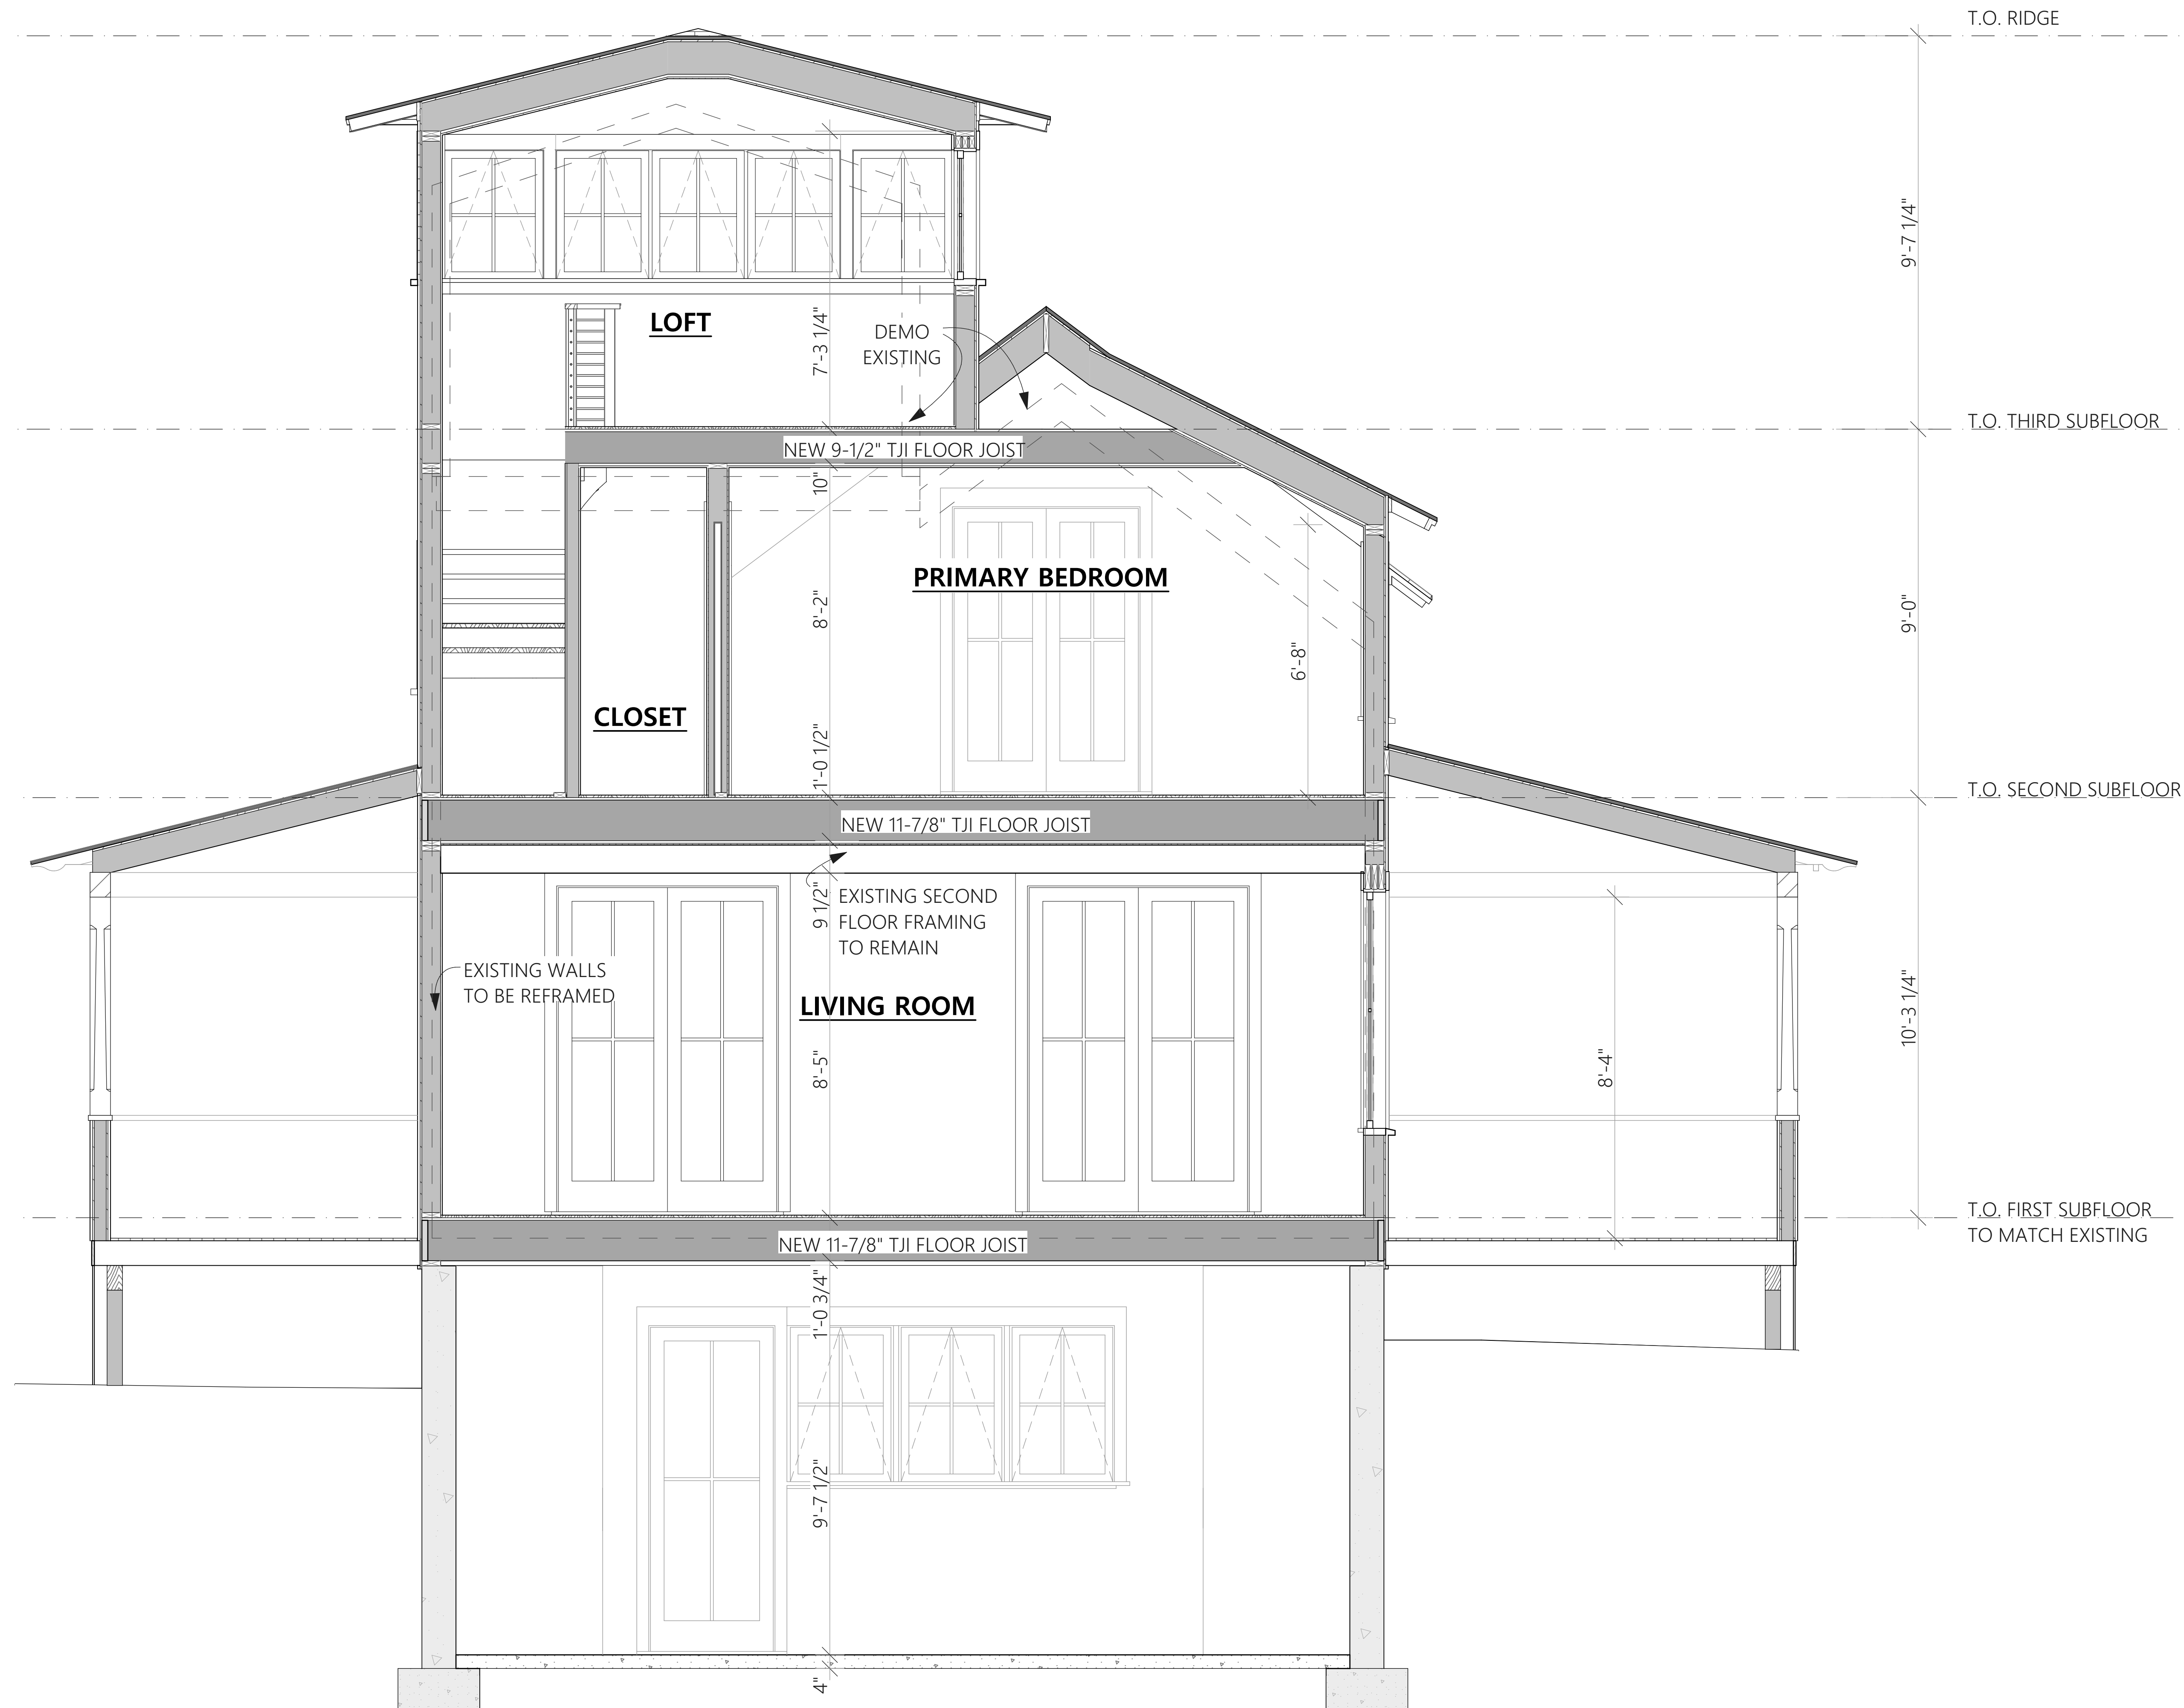 T.O. RIDGE
9'-7 1/4"
LOFT
7'-3 1/4"
DEMO
EXISTING
T.O. THIRD SUBFLOOR
NEW 9-1/2" TJI FLOOR JOIST
10"
PRIMARY BEDROOM
8'-2"
9'-0"
6'-8"
CLOSET
1'-0 1/2"
T.O. SECOND SUBFLOOR
NEW 11-7/8" TJI FLOOR JOIST
9 1/2"
EXISTING SECOND
FLOOR FRAMING
TO REMAIN
EXISTING WALLS
TO BE REFRAMED
LIVING ROOM
10'-3 1/4"
8'-5"
8'-4"
T.O. FIRST SUBFLOOR
TO MATCH EXISTING
NEW 11-7/8" TJI FLOOR JOIST
1'-0 3/4"
9'-7 1/2"
4"